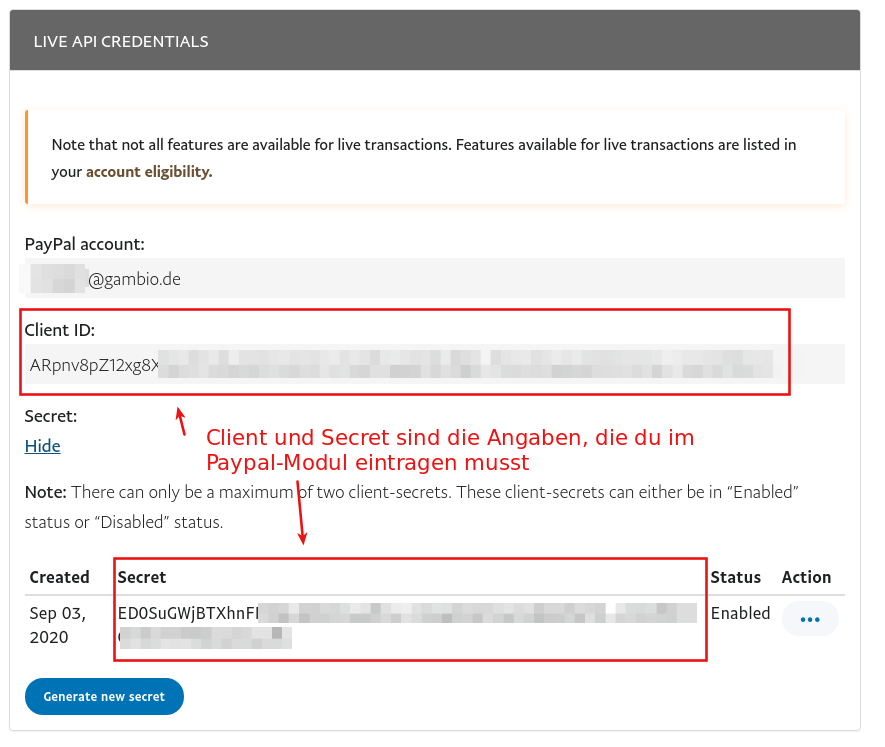 LIVE API CREDENTIALS
Note that not all features are available for live transactions. Features available for live transactions are listed in
your account eligibility.
PayPal account:
@gambio.de
Client ID:
ARpnv8pZ12xg8X
Secret:
Hide
Client und Secret sind die Angaben, die du im
Paypal-Modul eintragen musst
Note: There can only be a maximum of two client-secrets. These client-secrets can either be in “Enabled”
status or “Disabled” status.
Created Secret Status Action
Sep 03, ED0SuGWjBTXhnF Enabled
2020
Generate new secret